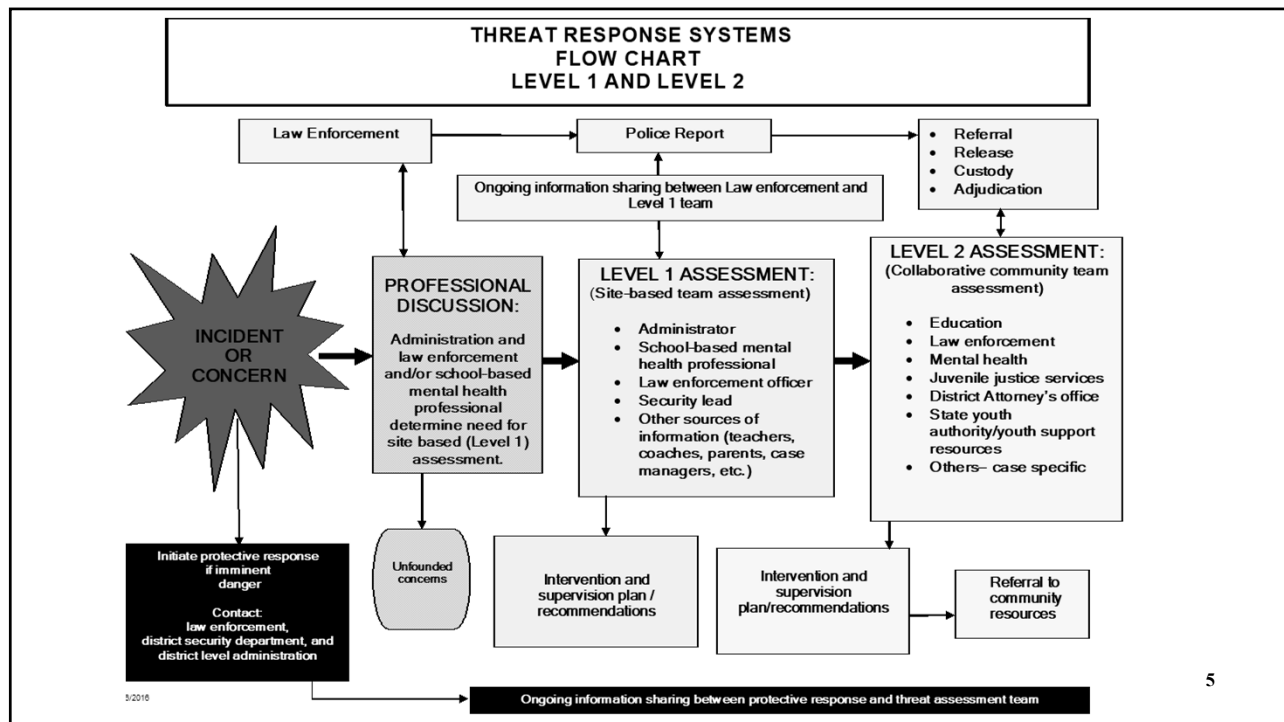 THREAT RESPONSE SYSTEMS
FLOW CHART
LEVEL 1 AND LEVEL 2
Law Enforcement
Police Report
• Referral
• Release
• Custody
• Adjudication
Ongoing information sharing between Law enforcement and
Level 1 team
INCIDENT
OR
CONCERN
PROFESSIONAL
DISCUSSION:
Administration and
law enforcement
and/or school-based
mental health
professional
determine need for
site based (Level 1)
assessment.
LEVEL 1 ASSESSMENT:
(Site-based team assessment)
• Administrator
• School-based mental
health professional
• Law enforcement officer
• Security lead
• Other sources of
information (teachers,
coaches, parents, case
managers, etc.)
LEVEL 2 ASSESSMENT:
(Collaborative community team
assessment)
• Education
• Law enforcement
• Mental health
• Juvenile justice services
• District Attorney's office
• State youth
authority/youth support
resources
• Others– case specific
Initiate protective response
if imminent
danger
Contact:
law enforcement,
district security department, and
district level administration
Unfounded
concerns
Intervention and
supervision plan /
recommendations
Intervention and
supervision
plan/recommendations
Referral to
community
resources
5/2016
Ongoing information sharing between protective response and threat assessment team
5